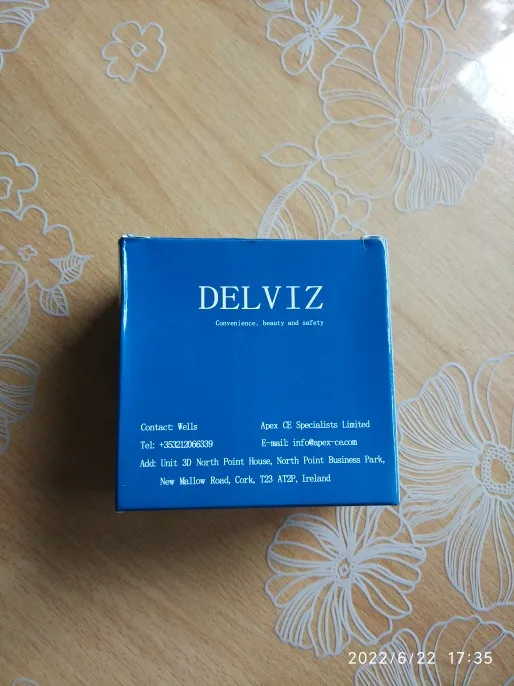 DELVIZ
Convenience, beauty and safety
Contact: Wells
Apex CE Specialists Limited
Tel: +353212066339
E-mail: info@apex-ce.com
Add: Unit 3D North Point House, North Point Business Park,
New Mallow Road, Cork, T23 AT2P, Ireland
2022/6/22 17:35